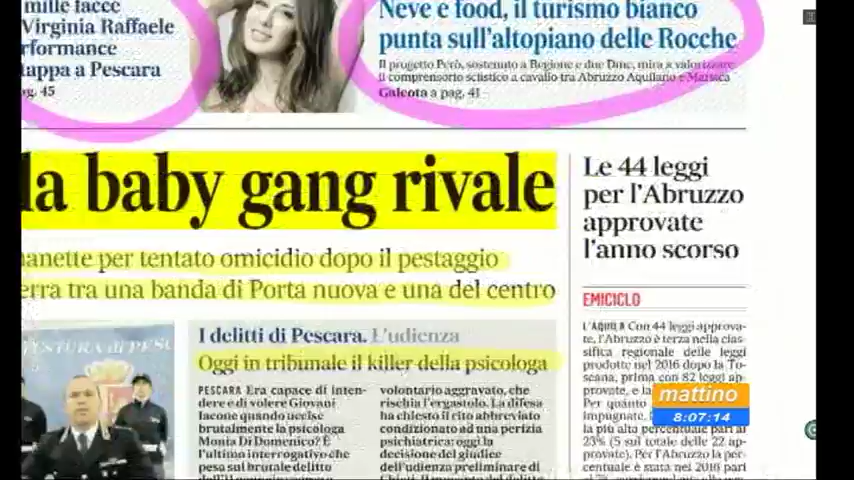 mille facce
Virginia Raffaele
rformance
tappa a Pescara
ag. 45
Neve e food, il turismo bianco
punta sull'altopiano delle Rocche
Il progetto Però, sostenuto a Regione e due Dmc, mira a valorizzare
il comprensorio sciistico a cavallo tra Abruzzo Aquilano e Marsica
Galeota a pag. 41
la baby gang rivale
anette per tentato omicidio dopo il pestaggio
erra tra una banda di Porta nuova e una del centro
Le 44 leggi
per l'Abruzzo
approvate
l'anno scorso
EMICICLO
L'AQUILA Con 44 leggi approva-
te, l'Abruzzo è terza nella clas-
sifica regionale delle leggi
prodotte nel 2016 dopo la To-
scana, prima con 82 leggi ap-
provate, e la
Per quanto
impugnate,
la più alta percentuale pari al
23% (5 sul totale delle 22 ap-
provate). Per l'Abruzzo la per-
centuale è stata nel 2016 pari
I delitti di Pescara. L'udienza
Oggi in tribunale il killer della psicologa
PESCARA Era capace di inten-
dere e di volere Giovani
Iacone quando uccise
brutalmente la psicologa
Monia Di Domenico? È
l'ultimo interrogativo che
pesa sul brutale delitto
volontario aggravato, che
rischia l'ergastolo. La difesa
ha chiesto il rito abbreviato
condizionato ad una perizia
psichiatrica: oggi la
decisione del giudice
dell'udienza preliminare di
mattino
8:07:14